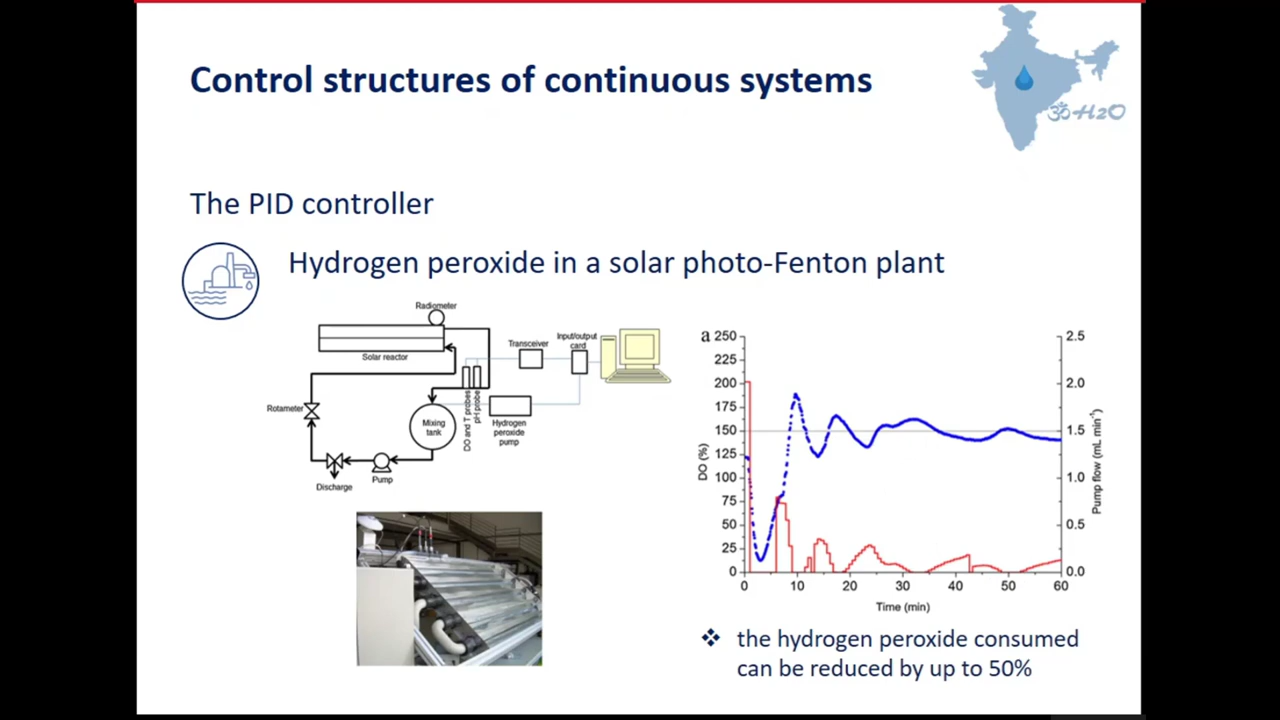 Control structures of continuous systems
ॐH2O
The PID controller
Hydrogen peroxide in a solar photo-Fenton plant
Radiometer
Solar reactor
Transceiver
Input/output
card
Rotameter
Mixing
tank
DO and T probes
pH probe
Hydrogen
peroxide
pump
Pump
Discharge
a
250
225
200
175
150
125
100
75
50
25
0
DO (%)
2.5
2.0
1.5
1.0
0.5
0.0
Pump flow (mL min⁻¹)
0 10 20 30 40 50 60
Time (min)
❖ the hydrogen peroxide consumed
can be reduced by up to 50%